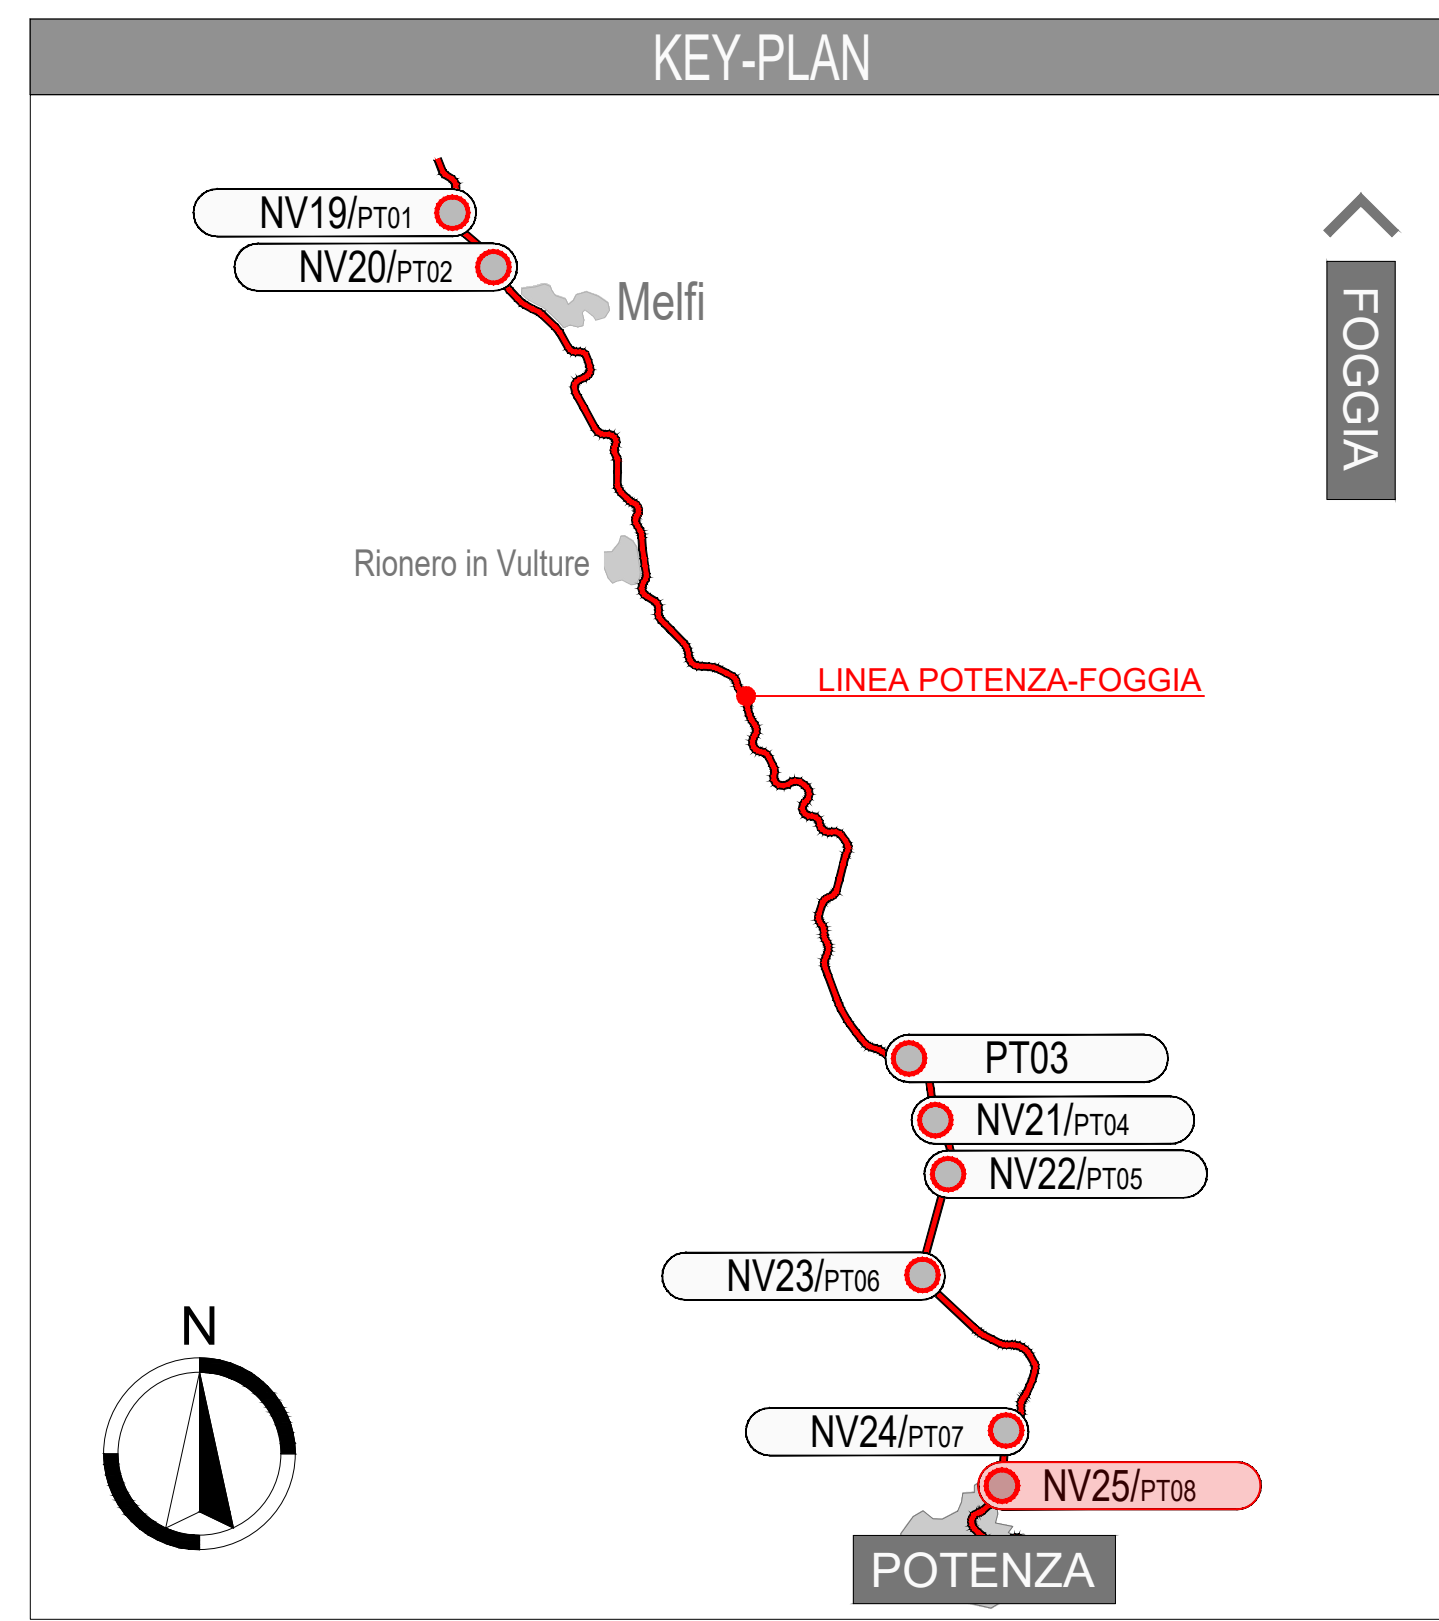 KEY-PLAN
NV19/PT01
NV20/PT02
Melfi
FOGGIA
Rionero in Vulture
LINEA POTENZA-FOGGIA
PT03
NV21/PT04
NV22/PT05
NV23/PT06
N
NV24/PT07
NV25/PT08
POTENZA